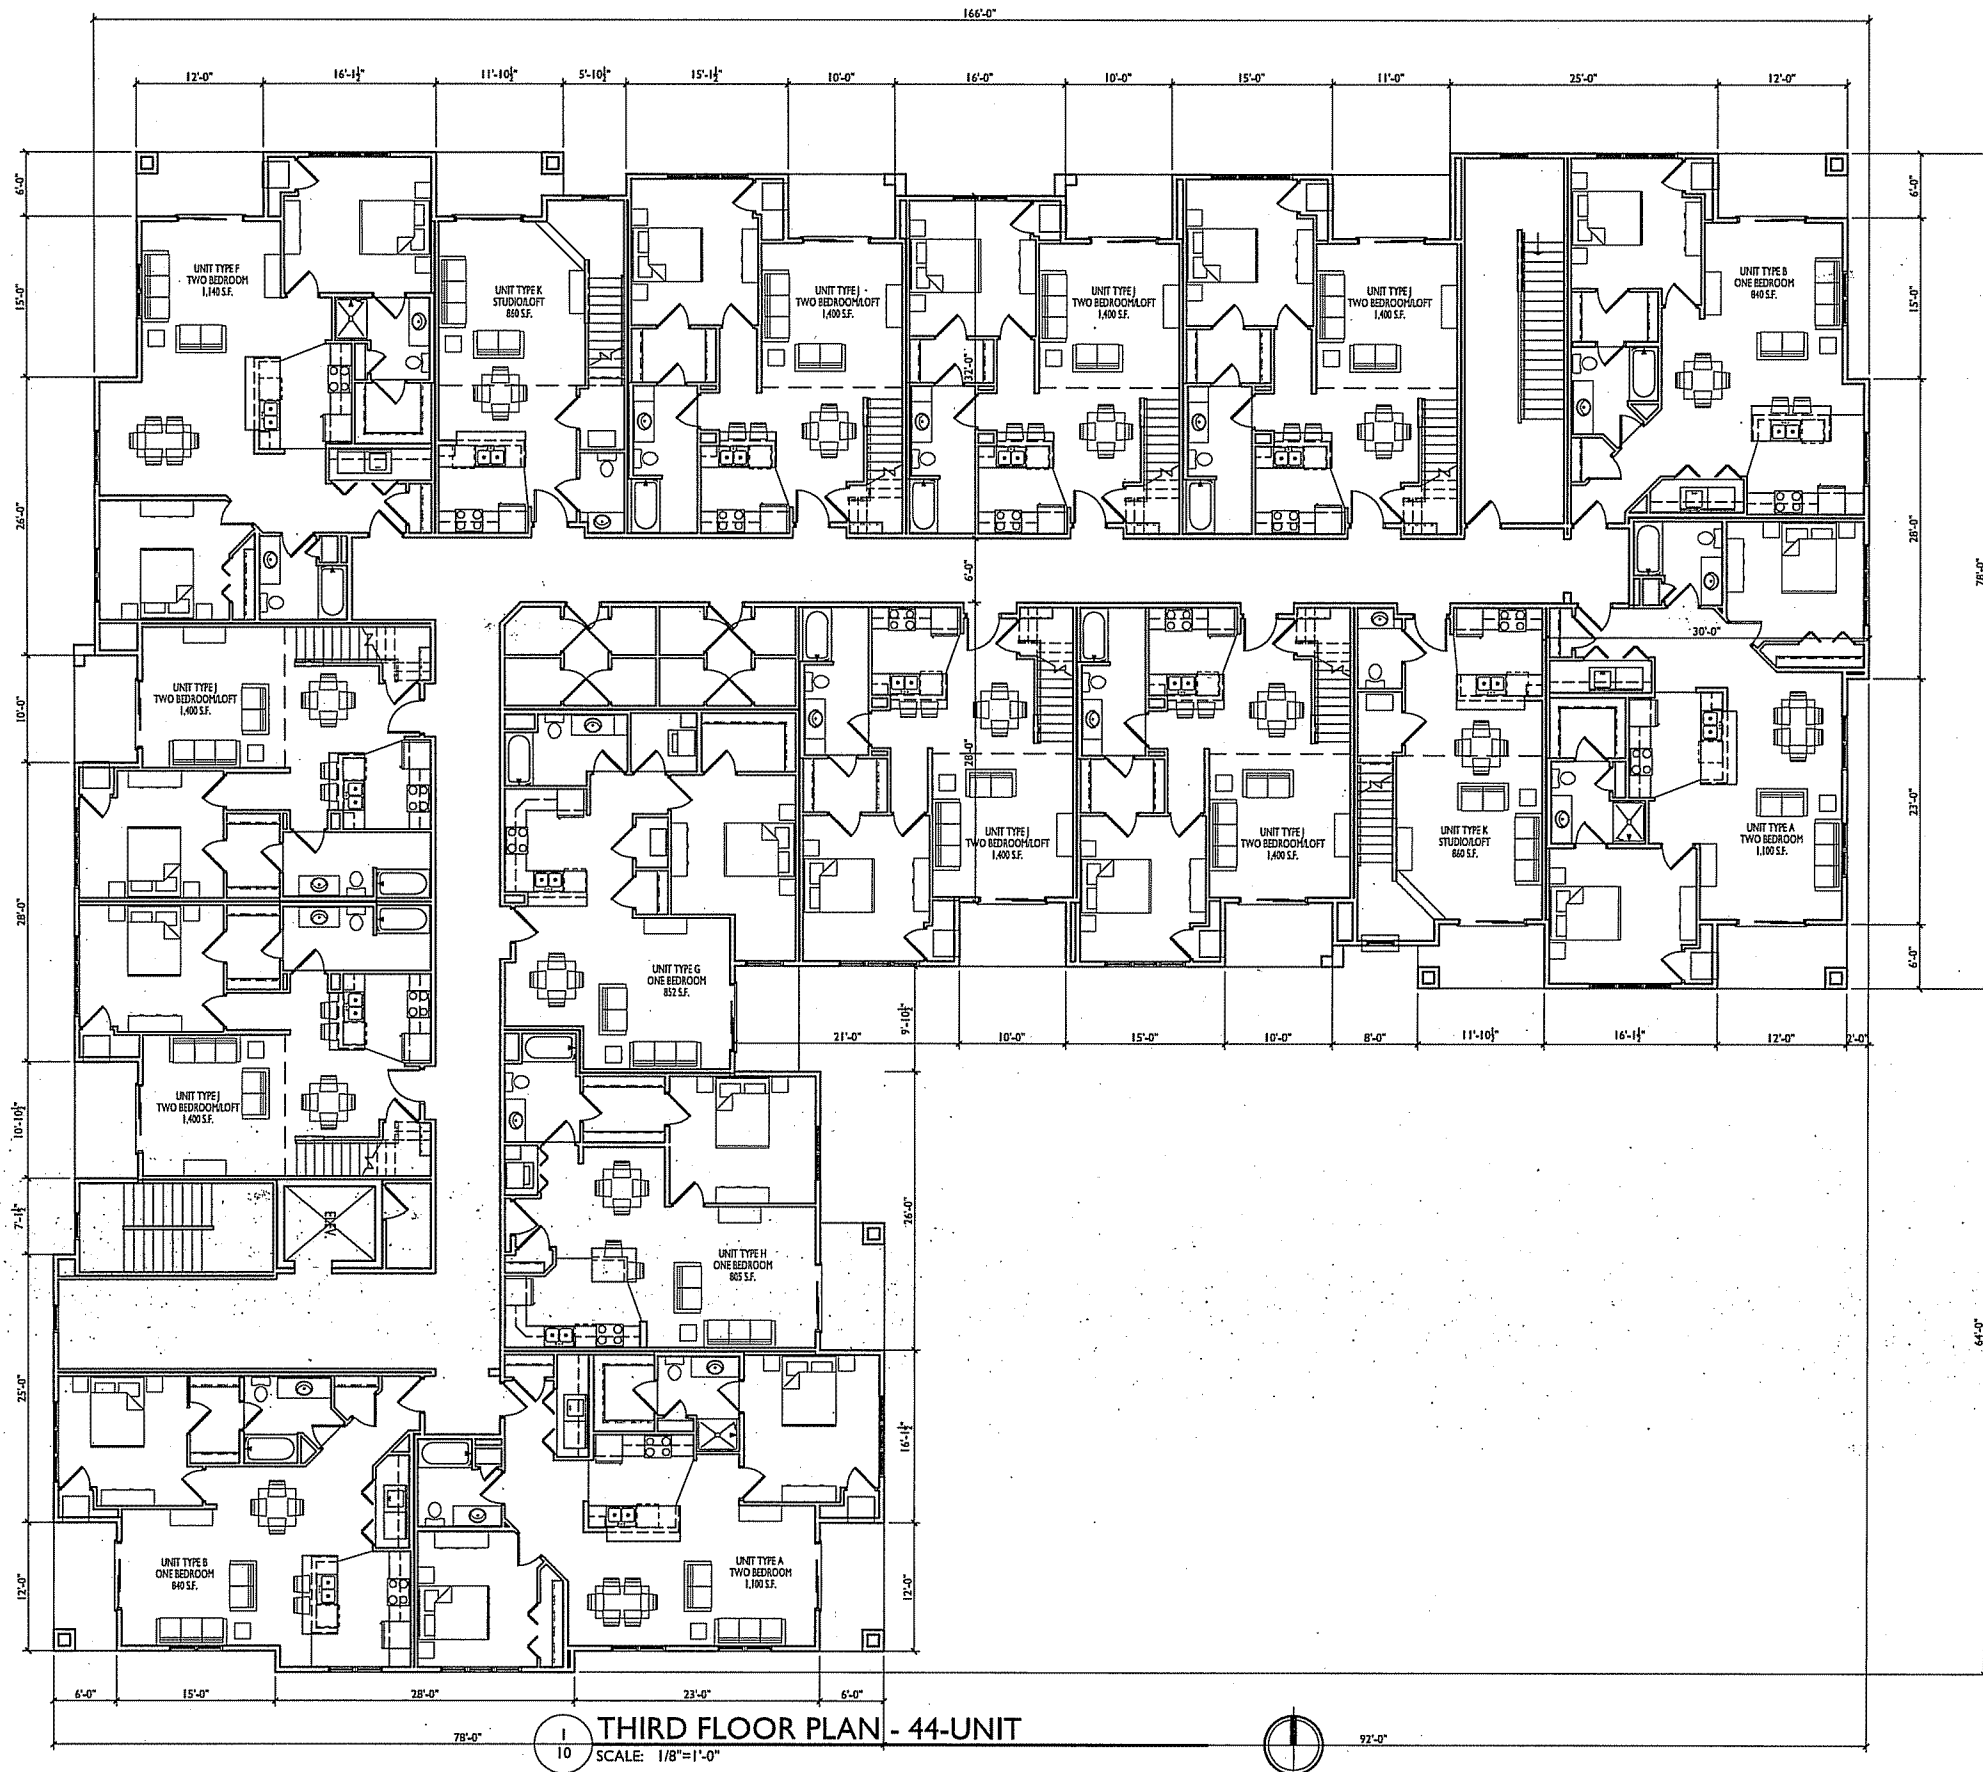 166'-0"
12'-0"
16'-1½"
11'-10½"
5'-10½"
15'-1½"
10'-0"
16'-0"
10'-0"
15'-0"
11'-0"
25'-0"
12'-0"
6'-0"
15'-0"
26'-0"
10'-0"
28'-0"
10'-10½"
7'-1½"
25'-0"
12'-0"
UNIT TYPE F
TWO BEDROOM
1,140 S.F.
UNIT TYPE K
STUDIO/LOFT
860 S.F.
UNIT TYPE J
TWO BEDROOM/LOFT
1,400 S.F.
UNIT TYPE J
TWO BEDROOM/LOFT
1,400 S.F.
UNIT TYPE J
TWO BEDROOM/LOFT
1,400 S.F.
UNIT TYPE B
ONE BEDROOM
840 S.F.
32'-0"
6'-0"
28'-0"
30'-0"
6'-0"
15'-0"
28'-0"
23'-0"
6'-0"
78'-0"
64'-0"
UNIT TYPE J
TWO BEDROOM/LOFT
1,400 S.F.
UNIT TYPE J
TWO BEDROOM/LOFT
1,400 S.F.
UNIT TYPE J
TWO BEDROOM/LOFT
1,400 S.F.
UNIT TYPE K
STUDIO/LOFT
860 S.F.
UNIT TYPE A
TWO BEDROOM
1,100 S.F.
UNIT TYPE G
ONE BEDROOM
852 S.F.
21'-0"
10'-0"
15'-0"
10'-0"
8'-0"
11'-10½"
16'-1½"
12'-0"
2'-0"
9'-10½"
26'-0"
16'-1½"
12'-0"
UNIT TYPE J
TWO BEDROOM/LOFT
1,400 S.F.
ELEV.
UNIT TYPE H
ONE BEDROOM
805 S.F.
UNIT TYPE B
ONE BEDROOM
840 S.F.
UNIT TYPE A
TWO BEDROOM
1,100 S.F.
6'-0"
15'-0"
28'-0"
23'-0"
6'-0"
78'-0"
92'-0"
1
10
THIRD FLOOR PLAN - 44-UNIT
SCALE: 1/8"=1'-0"